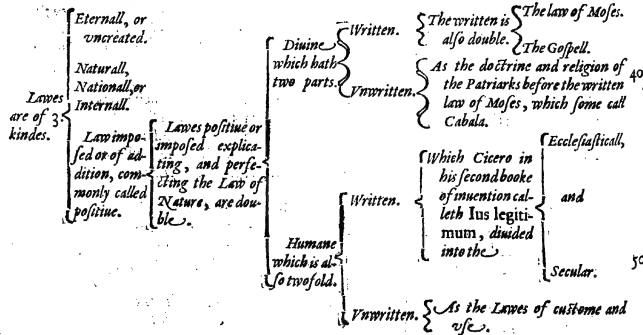 Lawes
are of 3
kindes.
Eternall, or
vncreated.
Naturall,
Nationall, or
Internall.
Law impo-
sed or of ad-
dition, com-
monly called
positiue.
Lawes positiue or
imposed explica-
ting, and perfe-
cting the Law of
Nature, are dou-
ble.
Diuine
which hath
two parts.
Written.
The written is
also double.
The law of Moses.
The Gospell.
Vnwritten.
As the doctrine and religion of
the Patriarks before the written
law of Moses, which some call
Cabala.
40
Humane
which is al-
so twofold.
Written.
Which Cicero in
his second booke
of inuention cal-
leth Ius legiti-
mum, diuided
into the
Ecclesiasticall,
and
Secular.
50
Vnwritten.
As the Lawes of custome and
vse.